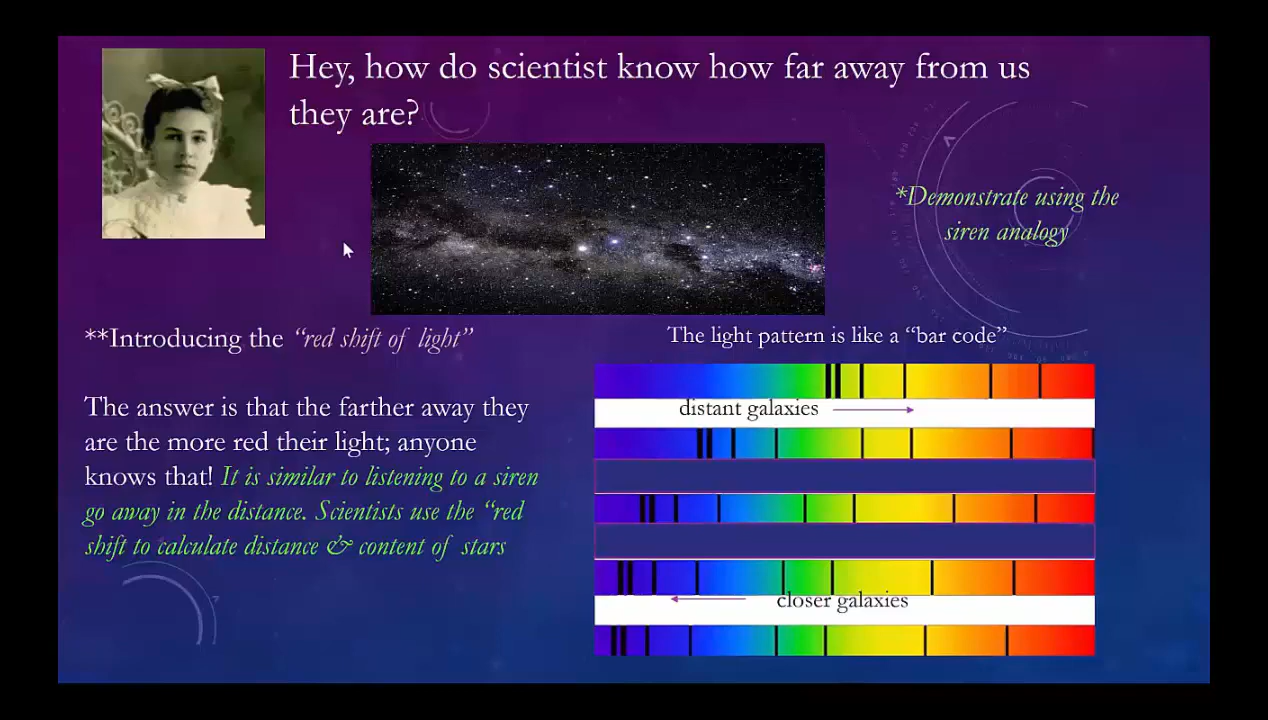 Hey, how do scientist know how far away from us
they are?
*Demonstrate using the
siren analogy
**Introducing the “red shift of light”
The answer is that the farther away they
are the more red their light; anyone
knows that! It is similar to listening to a siren
go away in the distance. Scientists use the “red
shift to calculate distance & content of stars
The light pattern is like a “bar code”
distant galaxies
closer galaxies